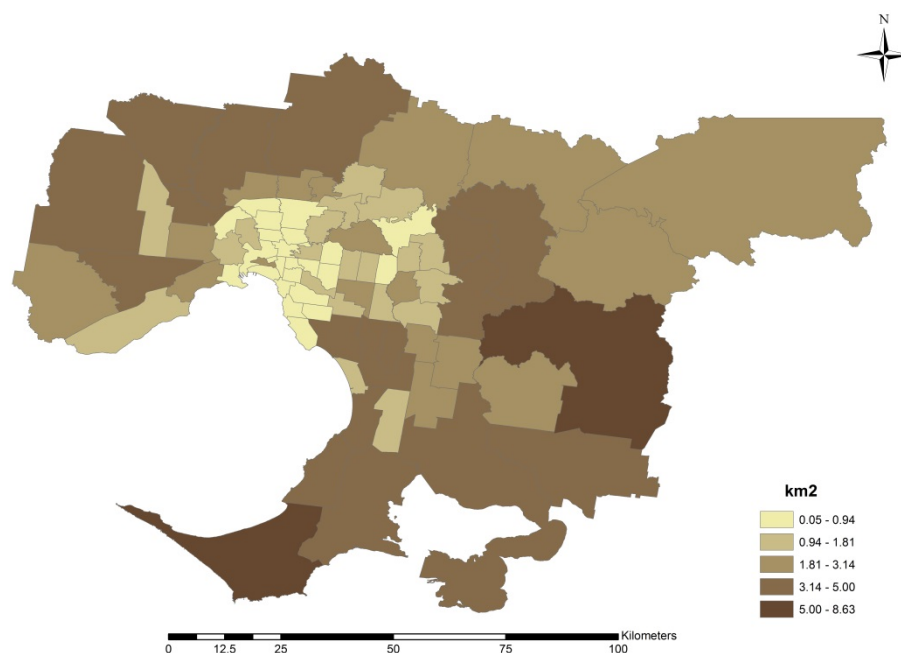 N
km2
0.05 - 0.94
0.94 - 1.81
1.81 - 3.14
3.14 - 5.00
5.00 - 8.63
Kilometers
0 12.5 25 50 75 100